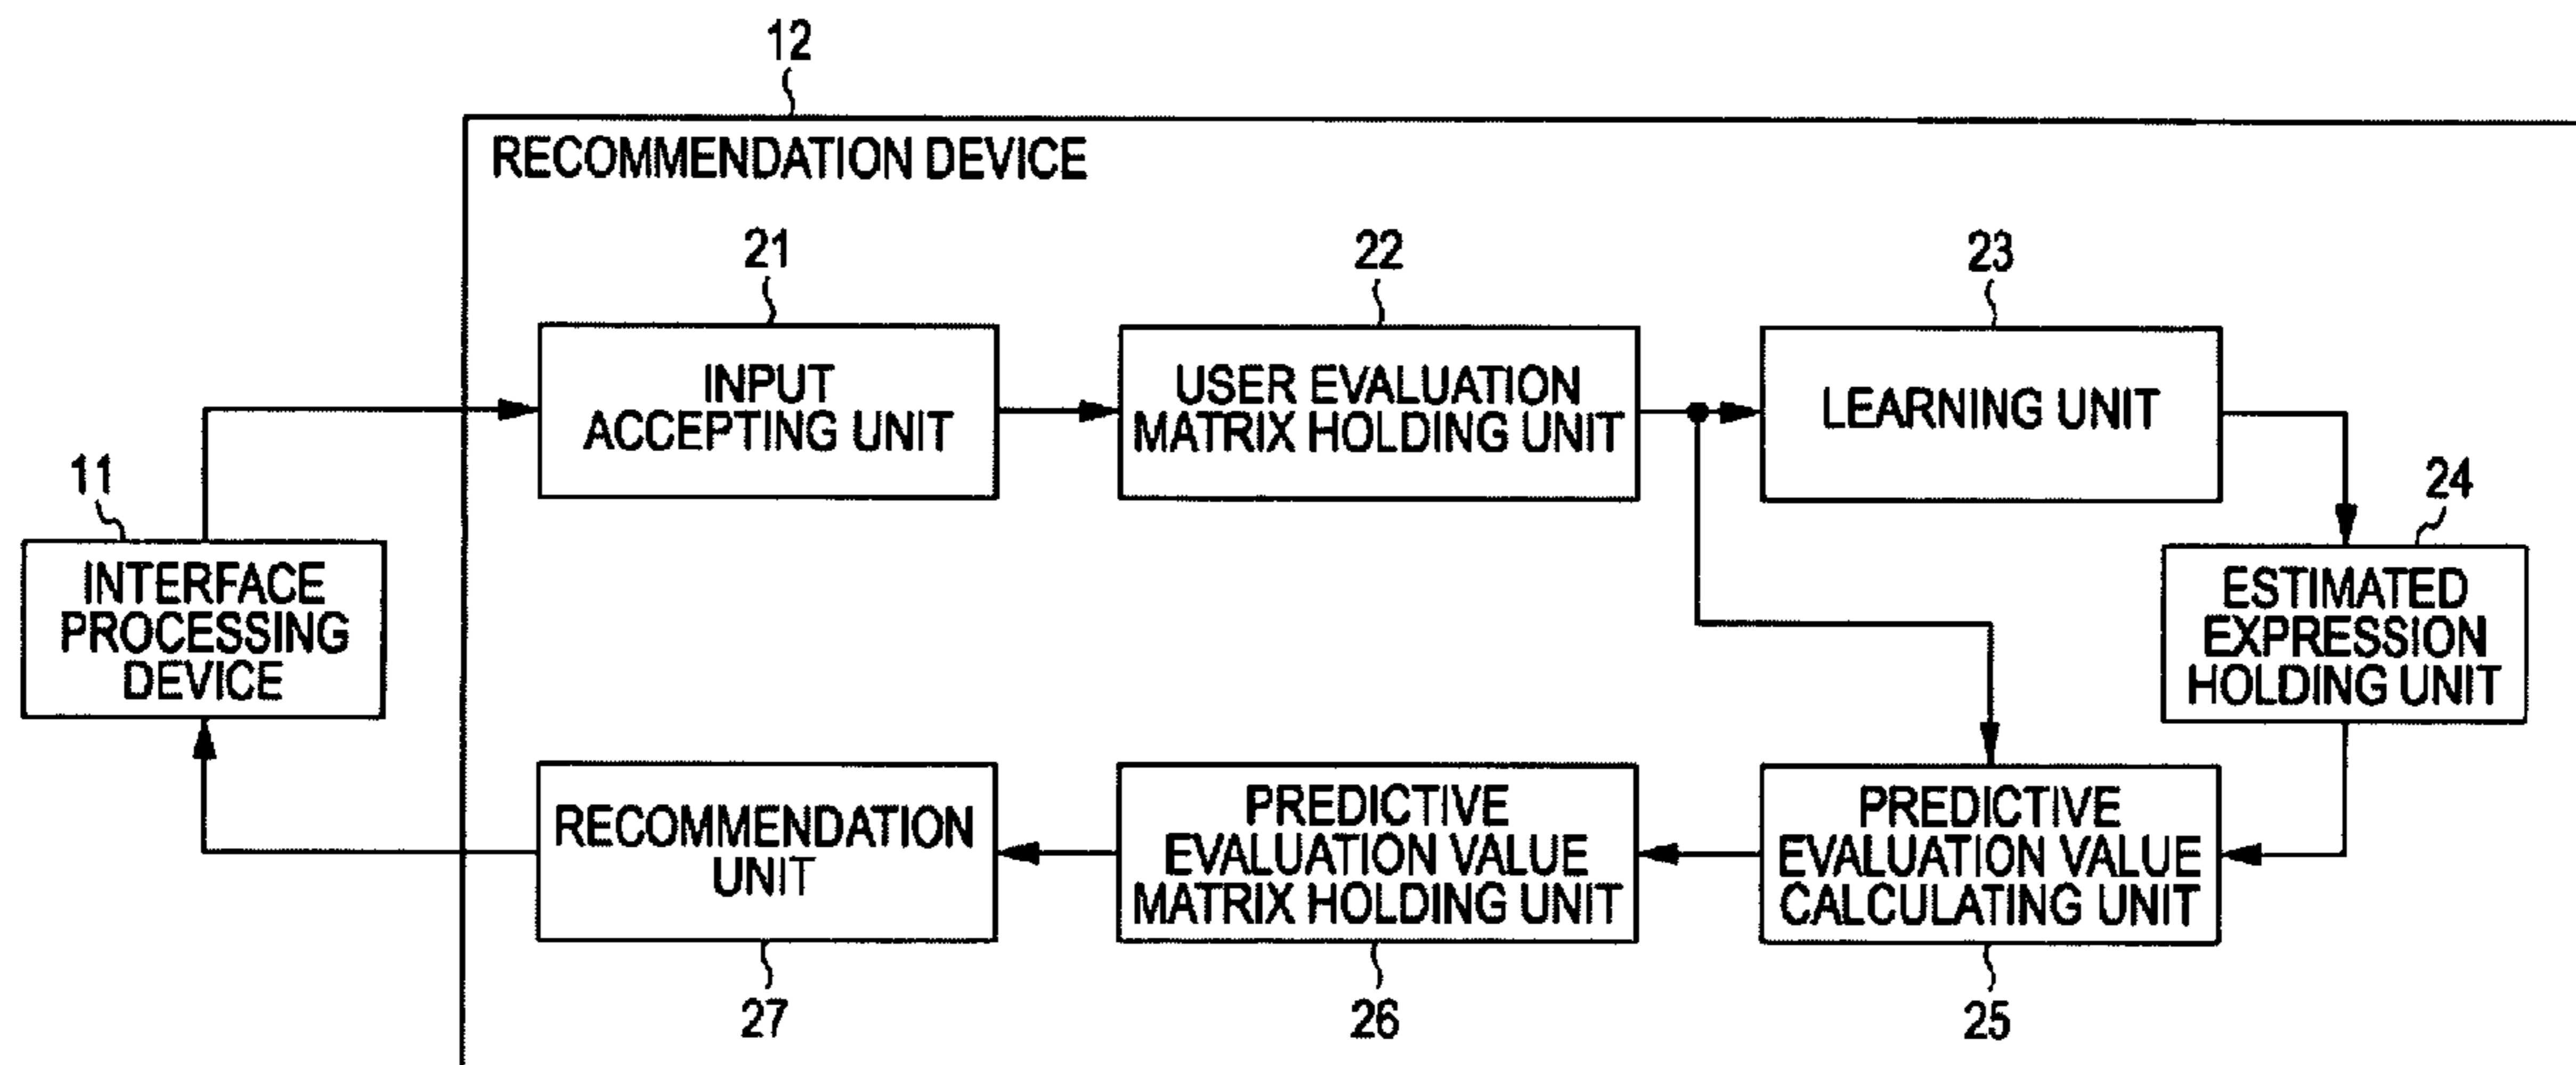 12
RECOMMENDATION DEVICE
21
22
23
INPUT
ACCEPTING UNIT
USER EVALUATION
MATRIX HOLDING UNIT
LEARNING UNIT
11
24
INTERFACE
PROCESSING
DEVICE
ESTIMATED
EXPRESSION
HOLDING UNIT
RECOMMENDATION
UNIT
PREDICTIVE
EVALUATION VALUE
MATRIX HOLDING UNIT
PREDICTIVE
EVALUATION VALUE
CALCULATING UNIT
27
26
25